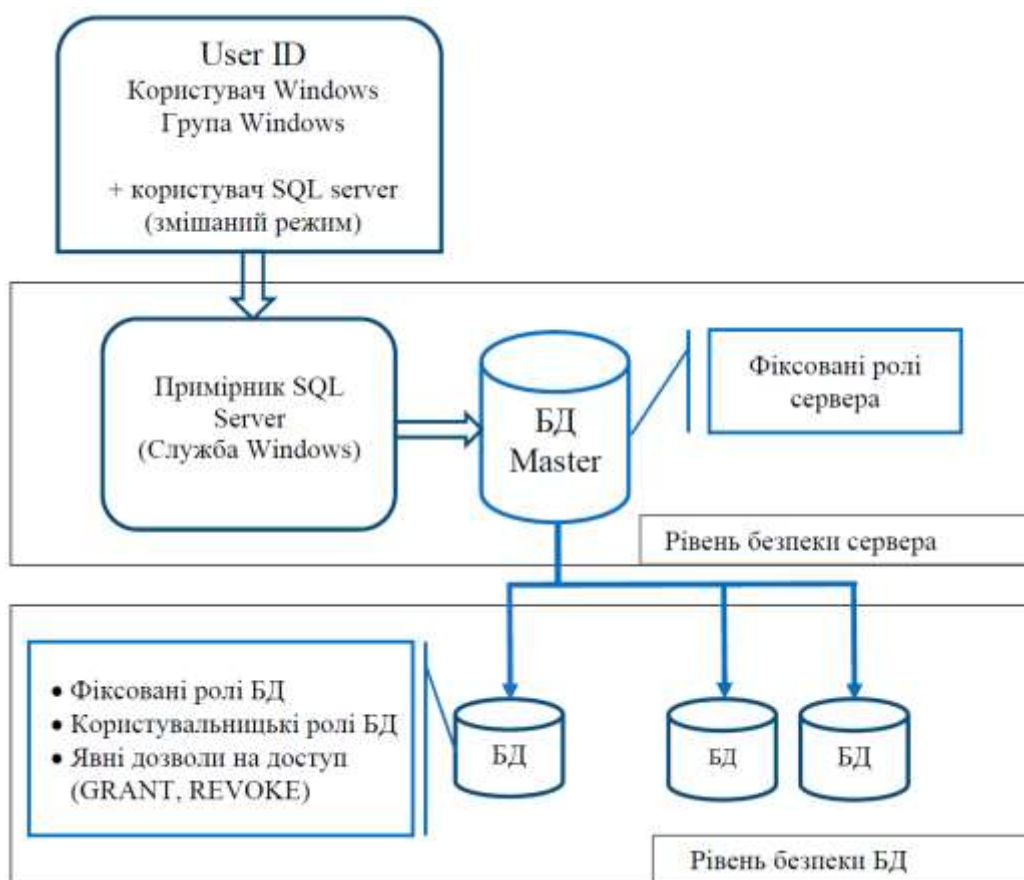 User ID
Користувач Windows
Група Windows
+ користувач SQL server
(змішаний режим)
Примірник SQL
Server
(Служба Windows)
БД
Master
Фіксовані ролі
сервера
Рівень безпеки сервера
• Фіксовані ролі БД
• Користувальницькі ролі БД
• Явні дозволи на доступ
(GRANT, REVOKE)
БД
БД
БД
Рівень безпеки БД